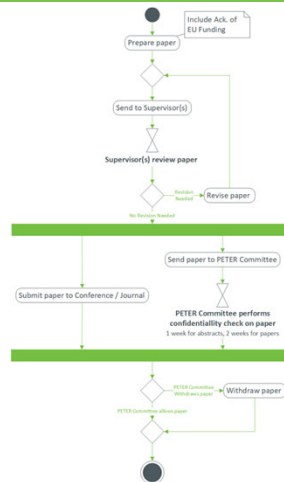 Include Ack. of
EU Funding
Prepare paper
Send to Supervisor(s)
Supervisor(s) review paper
Revision
Needed
Revise paper
No Revision Needed
Send paper to PETER Committee
Submit paper to Conference / Journal
PETER Committee performs
confidentiallity check on paper
1 week for abstracts, 2 weeks for papers
PETER Committee
Withdraws paper
Withdraw paper
PETER Committee allows paper